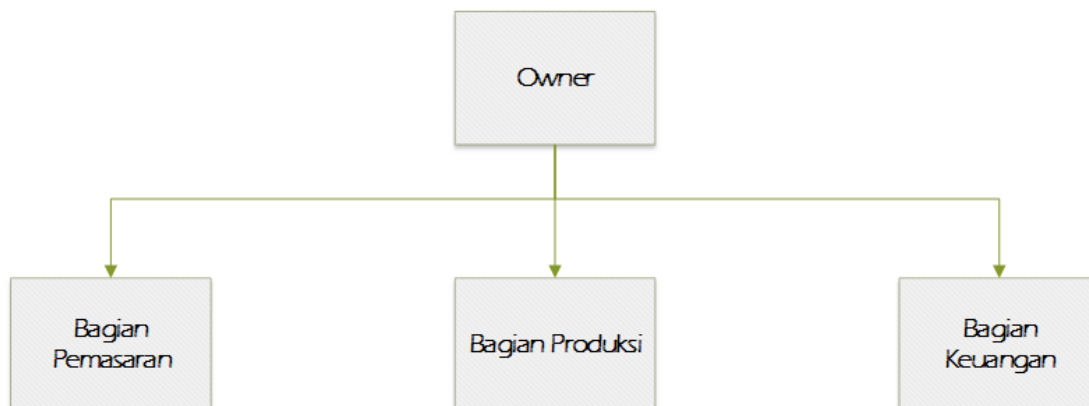 Owner
Bagian
Pemasaran
Bagian Produksi
Bagian
Keuangan